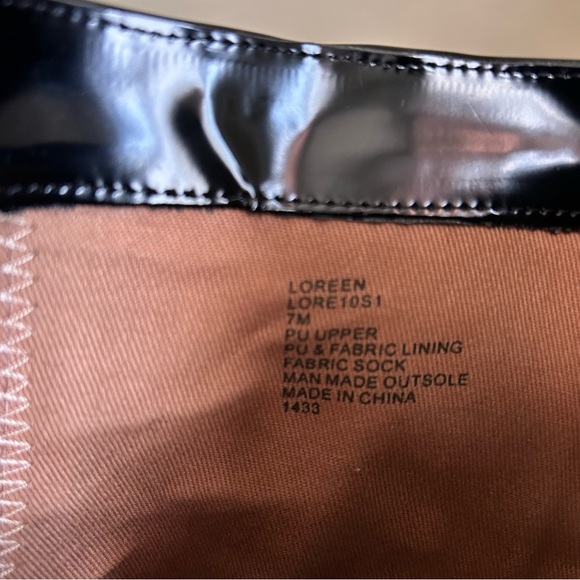 LOREEN
LORE10S1
7M
PU UPPER
PU & FABRIC LINING
FABRIC SOCK
MAN MADE OUTSOLE
MADE IN CHINA
1433